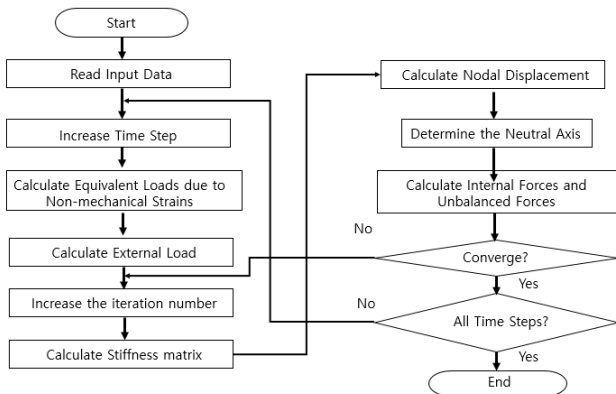 Start
Read Input Data
Increase Time Step
Calculate Equivalent Loads due to
Non-mechanical Strains
Calculate External Load
Increase the iteration number
Calculate Stiffness matrix
Calculate Nodal Displacement
Determine the Neutral Axis
Calculate Internal Forces and
Unbalanced Forces
No
Converge?
Yes
No
All Time Steps?
Yes
End